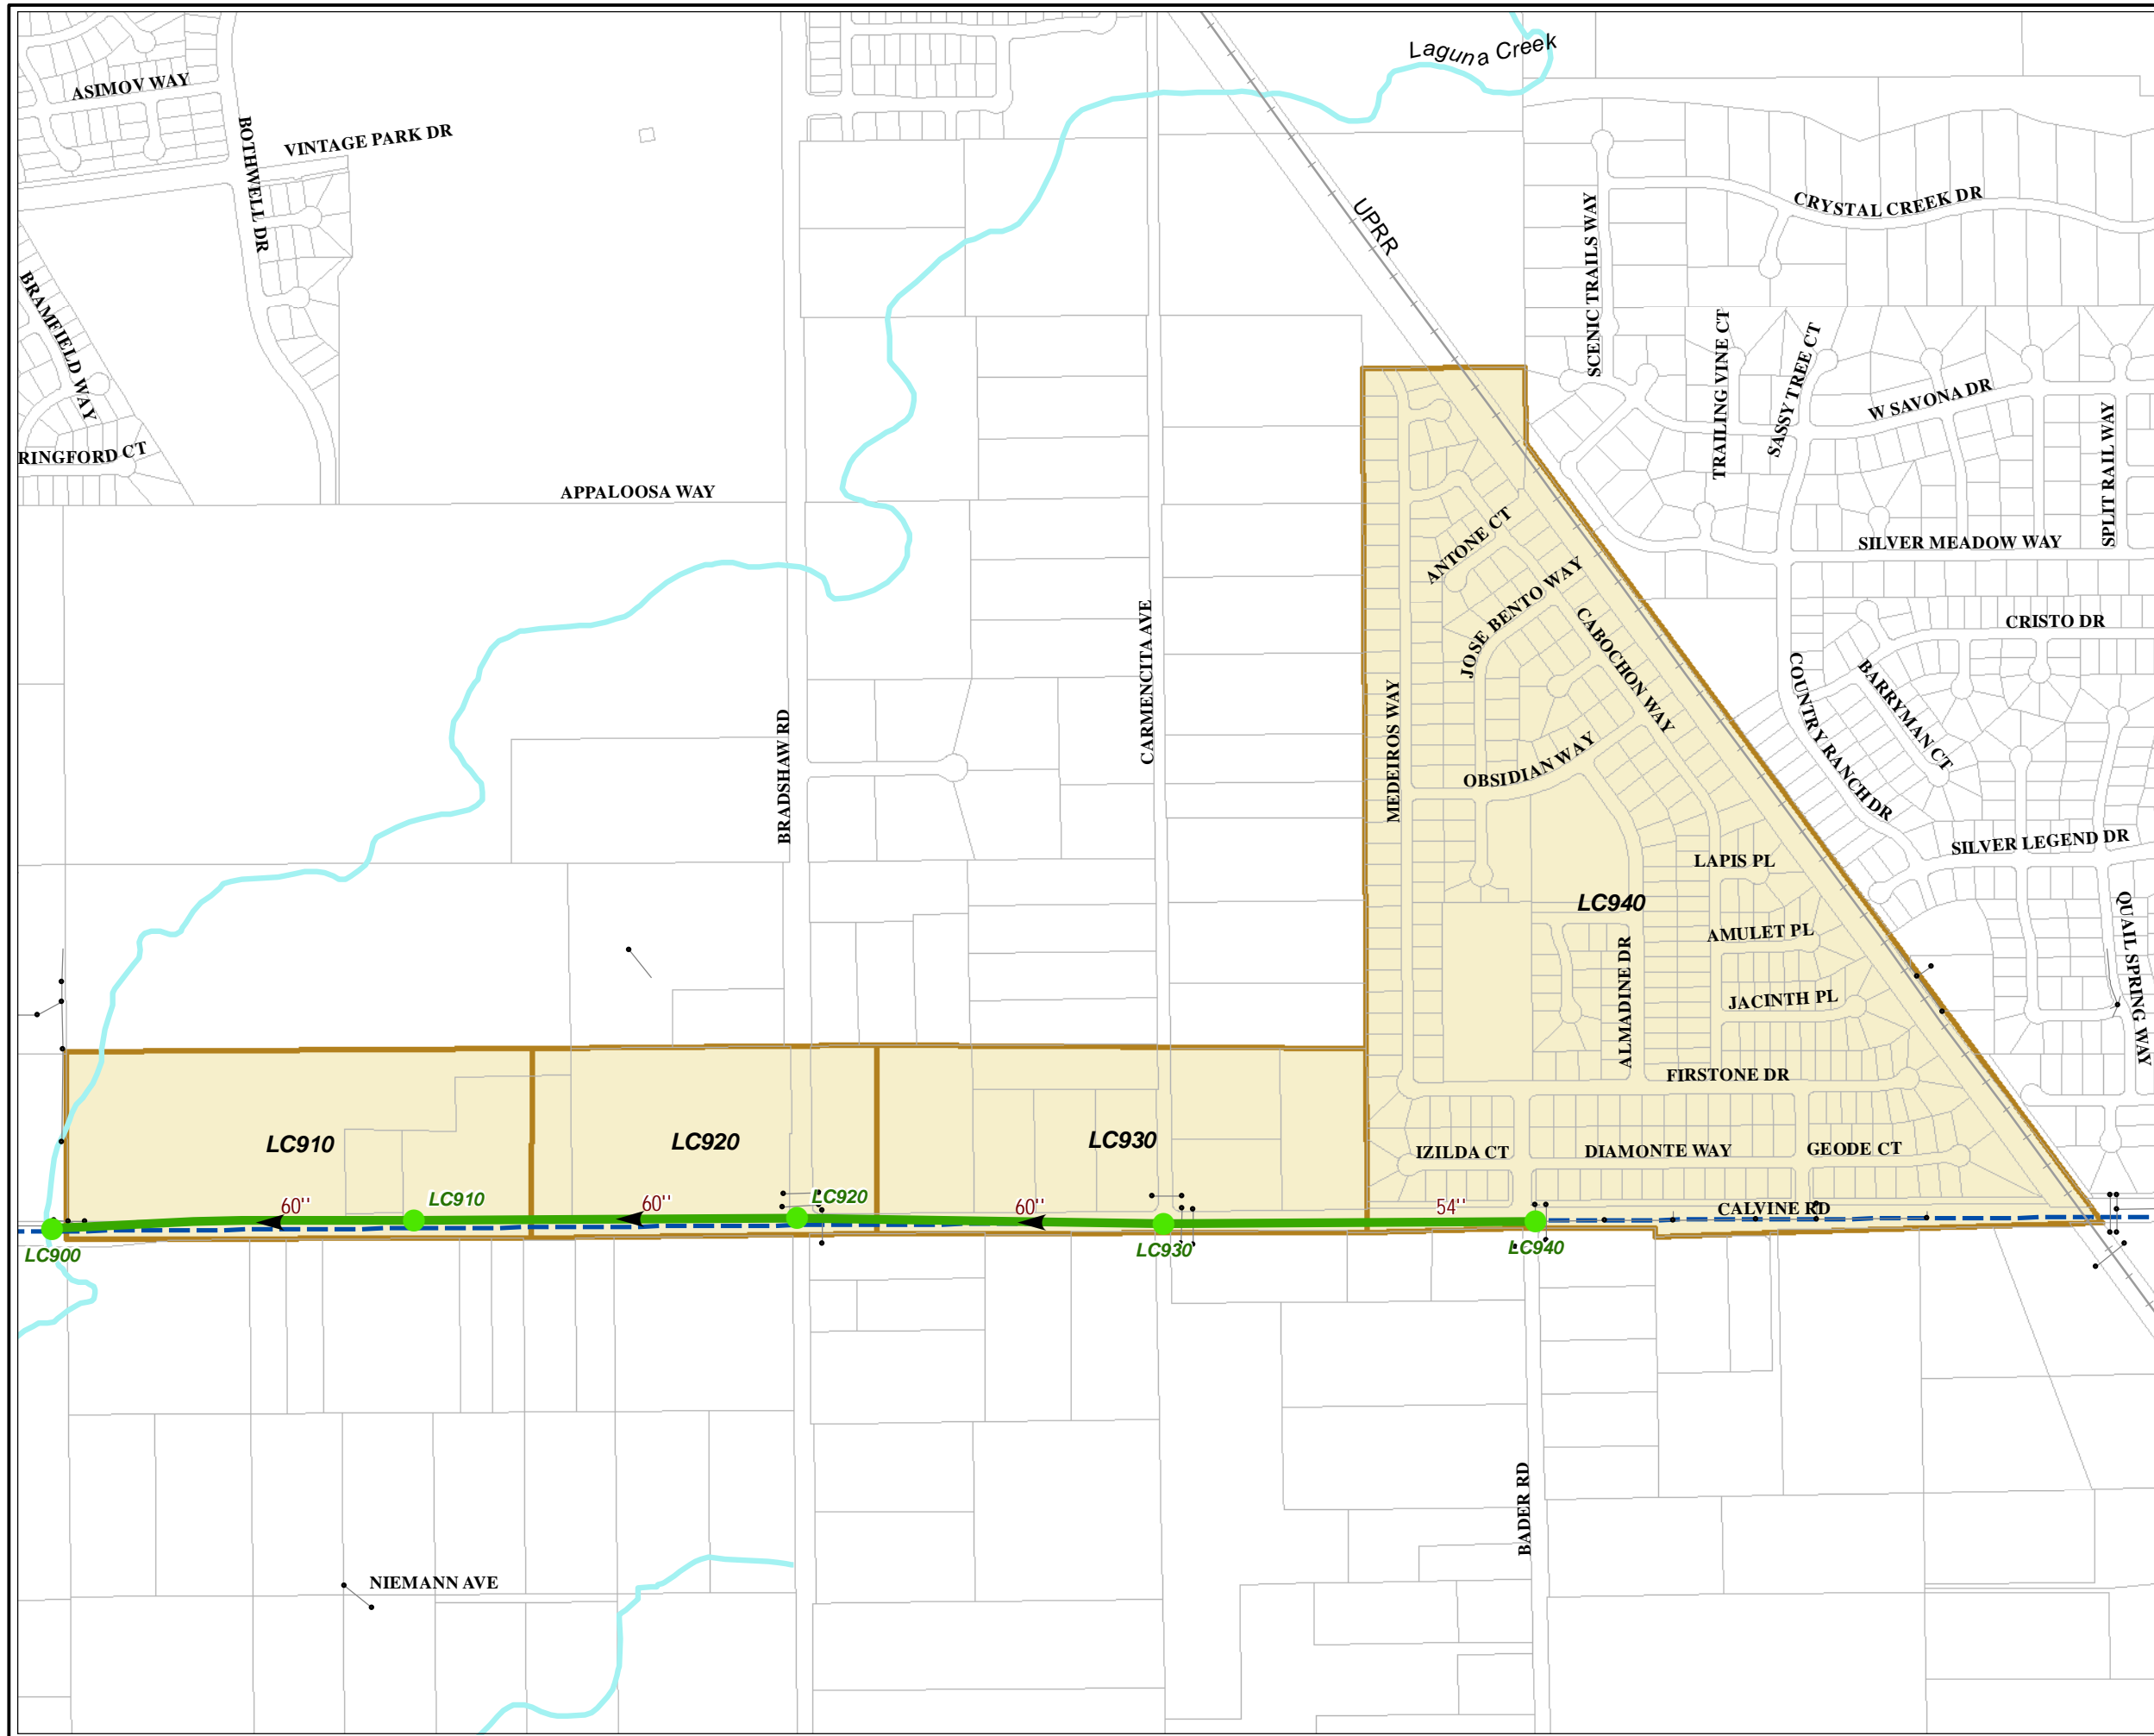 Laguna Creek
ASIMOV WAY
VINTAGE PARK DR
BOTHWELL DR
UPRR
CRYSTAL CREEK DR
SCENIC TRAILS WAY
BRAMFIELD WAY
TRAILING VINE CT
SASSY TREE CT
W SAVONA DR
SPLIT RAIL WAY
RINGFORD CT
APPALOOSA WAY
SILVER MEADOW WAY
ANTONE CT
JOSE BENTO WAY
CABOCHON WAY
CRISTO DR
CARMENCITA AVE
BRADSHAW RD
MEDEIROS WAY
COUNTRY RANCH DR
BARRYMAN CT
OBSIDIAN WAY
SILVER LEGEND DR
LAPIS PL
LC940
AMULET PL
QUAIL SPRING WAY
ALMADINE DR
JACINTH PL
FIRSTONE DR
LC910
LC920
LC930
IZILDA CT
DIAMONTE WAY
GEODE CT
60''
LC910
60''
LC920
60''
54''
CALVINE RD
LC900
LC930
LC940
BADER RD
NIEMANN AVE